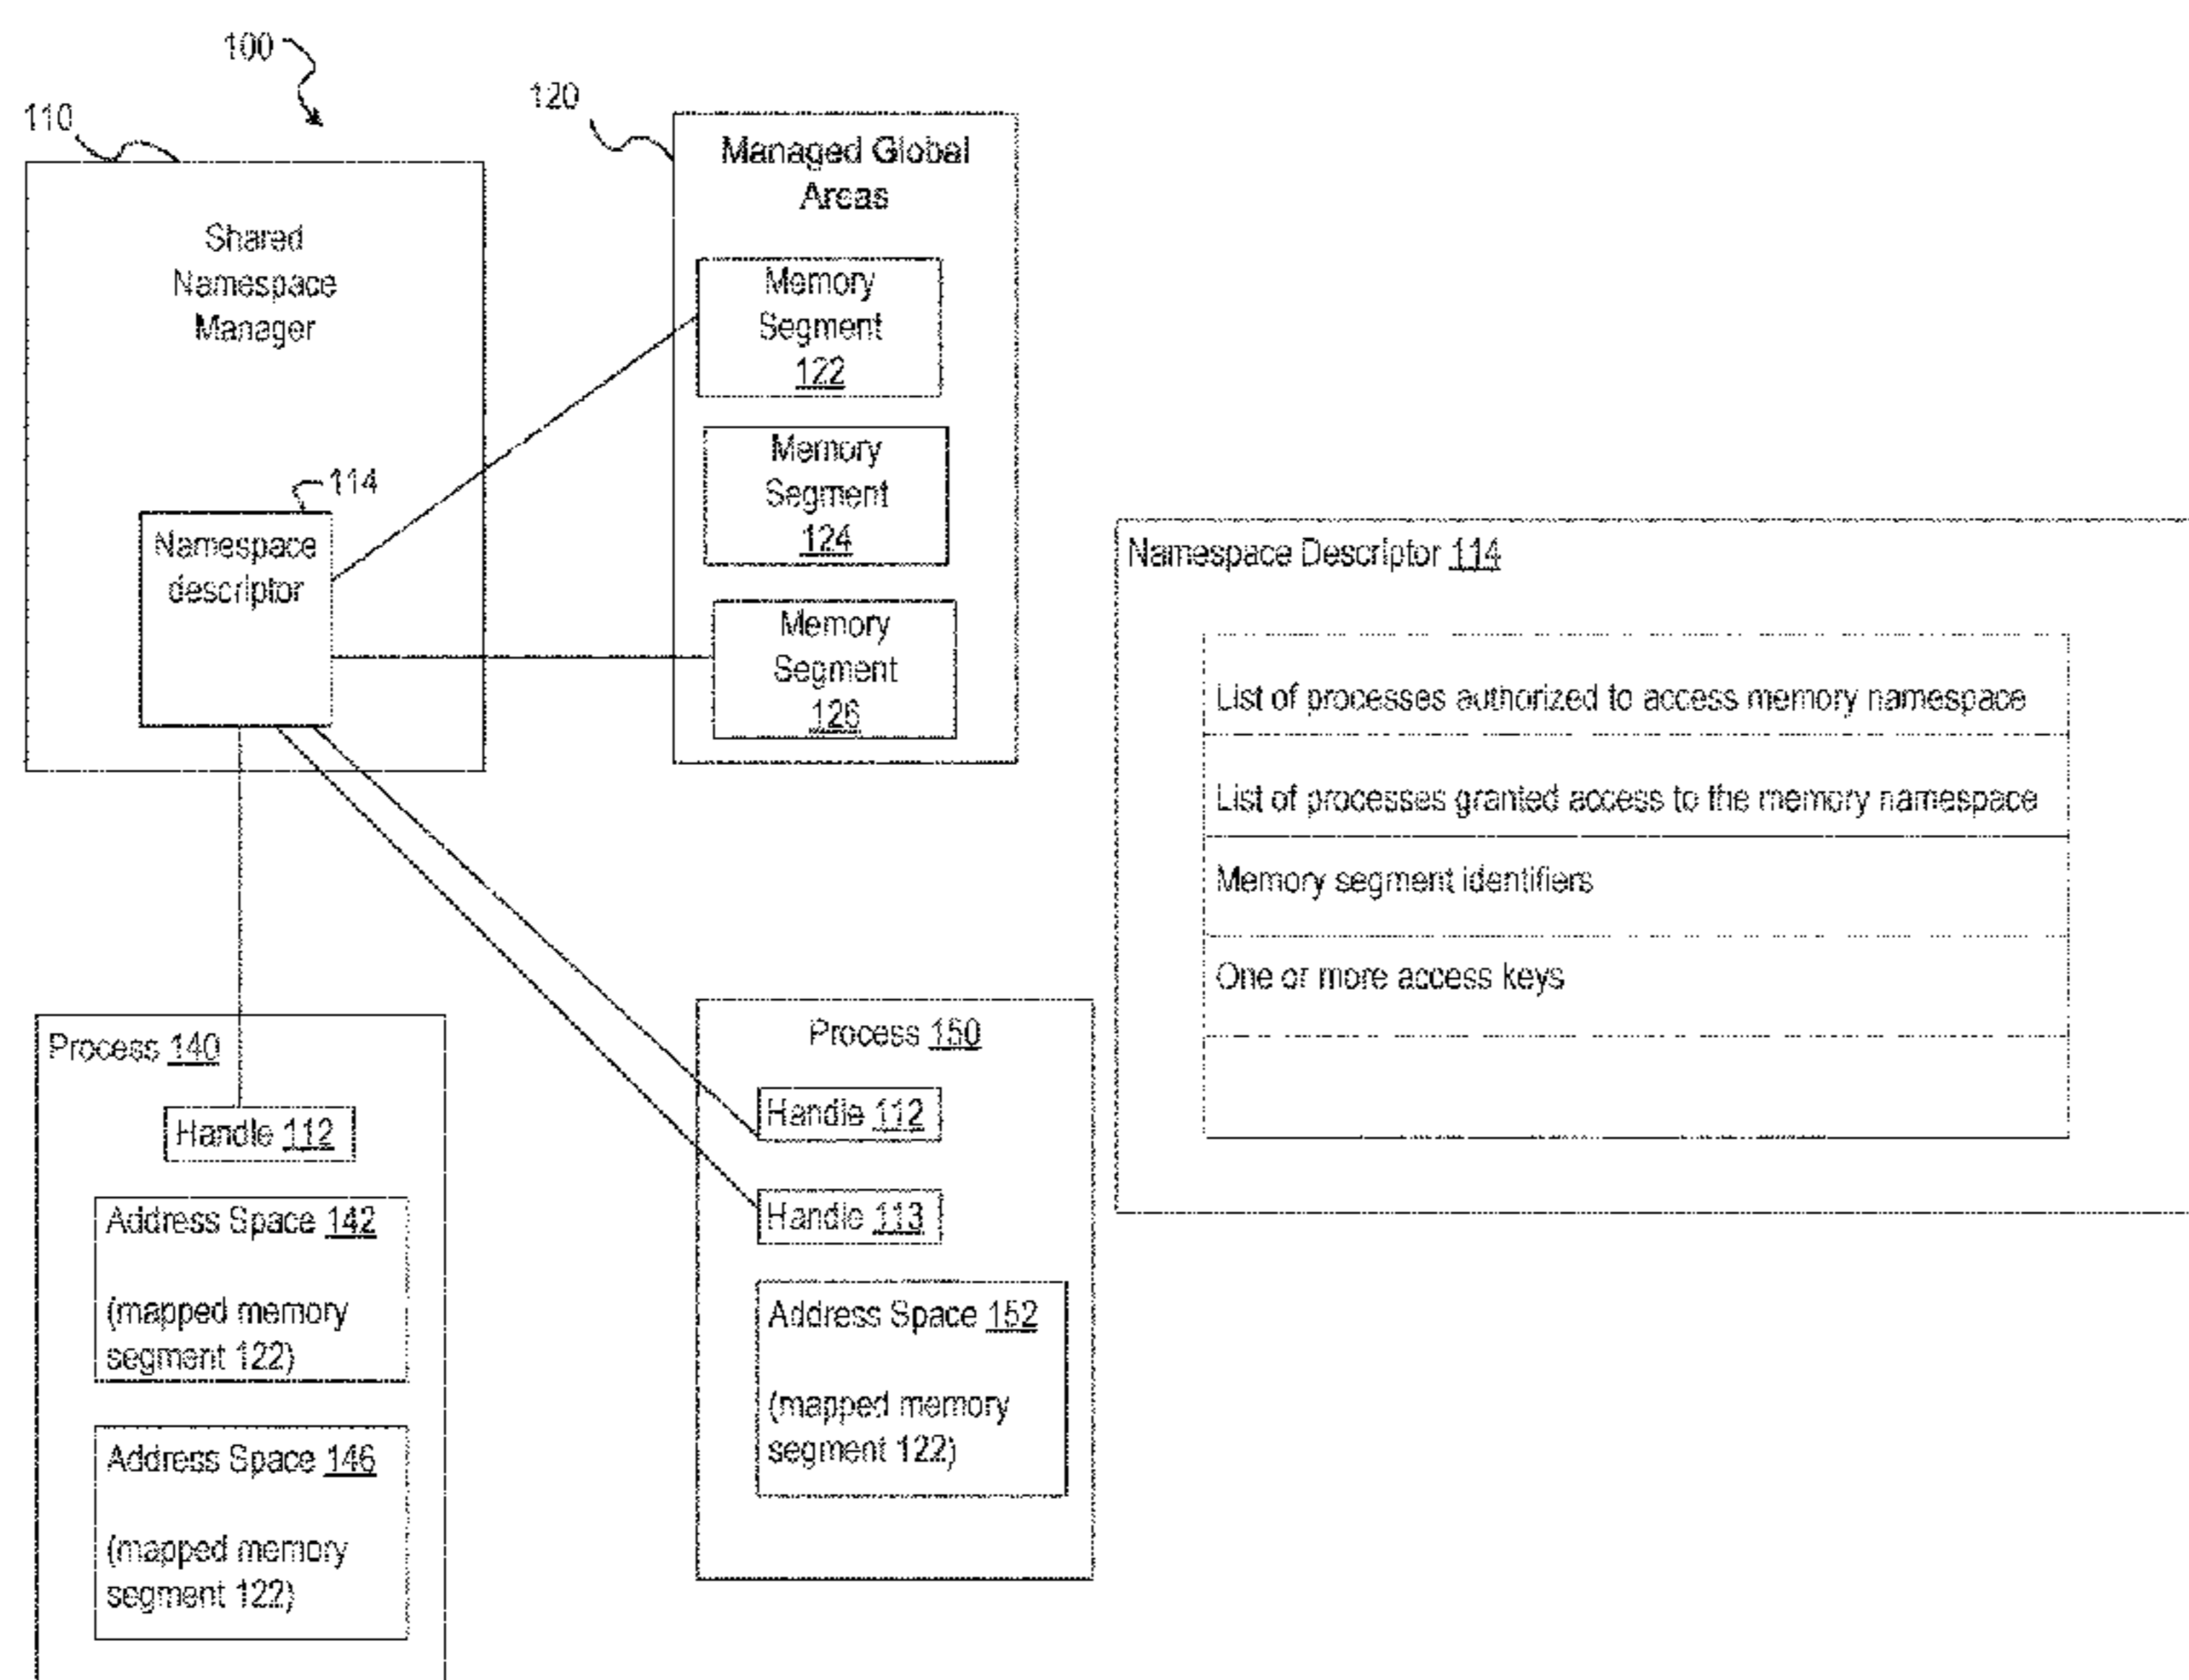 100
110
120
Shared
Namespace
Manager
114
Namespace
descriptor
Managed Global
Areas
Memory
Segment
122
Memory
Segment
124
Memory
Segment
126
Namespace Descriptor 114
List of processes authorized to access memory namespace
List of processes granted access to the memory namespace
Memory segment identifiers
One or more access keys
Process 140
Handle 112
Address Space 142
(mapped memory
segment 122)
Address Space 146
(mapped memory
segment 122)
Process 150
Handle 112
Handle 113
Address Space 152
(mapped memory
segment 122)